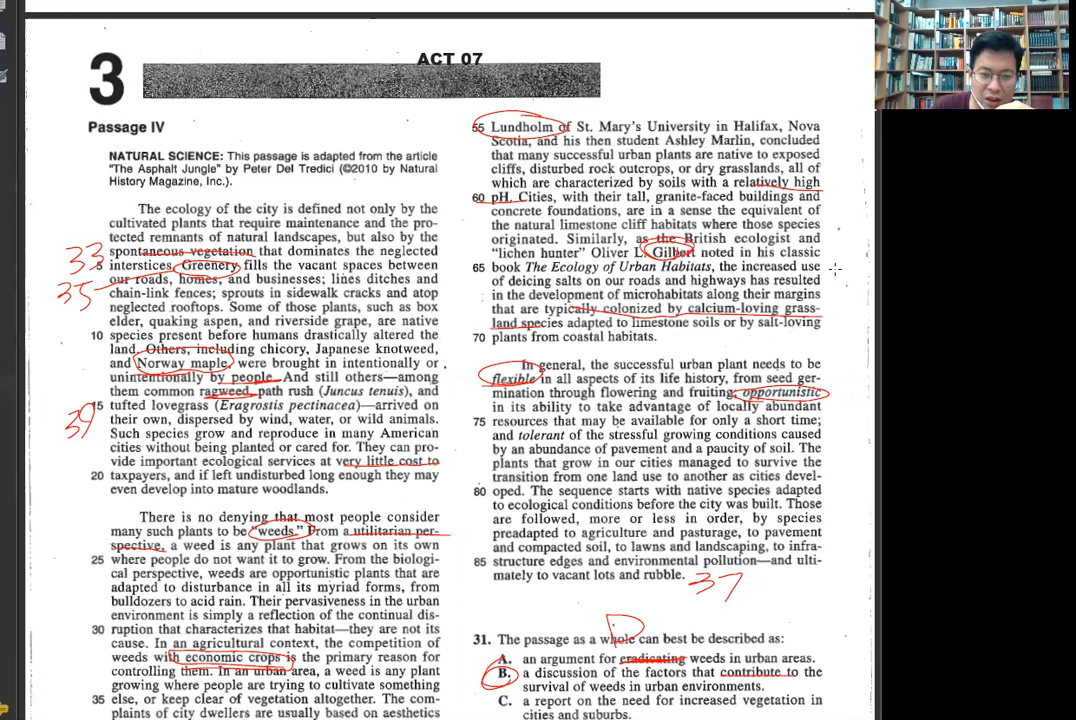 3
ACT 07
Passage IV
NATURAL SCIENCE: This passage is adapted from the article
"The Asphalt Jungle" by Peter Del Tredici (©2010 by Natural
History Magazine, Inc.).
The ecology of the city is defined not only by the
cultivated plants that require maintenance and the pro-
tected remnants of natural landscapes, but also by the
33
spontaneous vegetation that dominates the neglected
5 interstices. Greenery fills the vacant spaces between
35
our roads, homes, and businesses; lines ditches and
chain-link fences; sprouts in sidewalk cracks and atop
neglected rooftops. Some of those plants, such as box
elder, quaking aspen, and riverside grape, are native
10 species present before humans drastically altered the
land. Others, including chicory, Japanese knotweed,
and Norway maple, were brought in intentionally or
unintentionally by people. And still others—among
them common ragweed, path rush (Juncus tenuis), and
39
15 tufted lovegrass (Eragrostis pectinacea)—arrived on
their own, dispersed by wind, water, or wild animals.
Such species grow and reproduce in many American
cities without being planted or cared for. They can pro-
vide important ecological services at very little cost to
20 taxpayers, and if left undisturbed long enough they may
even develop into mature woodlands.
There is no denying that most people consider
many such plants to be "weeds." From a utilitarian per-
spective, a weed is any plant that grows on its own
25 where people do not want it to grow. From the biologi-
cal perspective, weeds are opportunistic plants that are
adapted to disturbance in all its myriad forms, from
bulldozers to acid rain. Their pervasiveness in the urban
environment is simply a reflection of the continual dis-
30 ruption that characterizes that habitat—they are not its
cause. In an agricultural context, the competition of
weeds with economic crops is the primary reason for
controlling them. In an urban area, a weed is any plant
growing where people are trying to cultivate something
35 else, or keep clear of vegetation altogether. The com-
plaints of city dwellers are usually based on aesthetics
55 Lundholm of St. Mary's University in Halifax, Nova
Scotia, and his then student Ashley Marlin, concluded
that many successful urban plants are native to exposed
cliffs, disturbed rock outcrops, or dry grasslands, all of
which are characterized by soils with a relatively high
60 pH. Cities, with their tall, granite-faced buildings and
concrete foundations, are in a sense the equivalent of
the natural limestone cliff habitats where those species
originated. Similarly, as the British ecologist and
"lichen hunter" Oliver L. Gilbert noted in his classic
65 book The Ecology of Urban Habitats, the increased use
of deicing salts on our roads and highways has resulted
in the development of microhabitats along their margins
that are typically colonized by calcium-loving grass-
land species adapted to limestone soils or by salt-loving
70 plants from coastal habitats.
In general, the successful urban plant needs to be
flexible in all aspects of its life history, from seed ger-
mination through flowering and fruiting; opportunistic
in its ability to take advantage of locally abundant
75 resources that may be available for only a short time;
and tolerant of the stressful growing conditions caused
by an abundance of pavement and a paucity of soil. The
plants that grow in our cities managed to survive the
transition from one land use to another as cities devel-
80 oped. The sequence starts with native species adapted
to ecological conditions before the city was built. Those
are followed, more or less in order, by species
preadapted to agriculture and pasturage, to pavement
and compacted soil, to lawns and landscaping, to infra-
85 structure edges and environmental pollution—and ulti-
mately to vacant lots and rubble.
37
31. The passage as a whole can best be described as:
A. an argument for eradicating weeds in urban areas.
B. a discussion of the factors that contribute to the
survival of weeds in urban environments.
C. a report on the need for increased vegetation in
cities and suburbs.